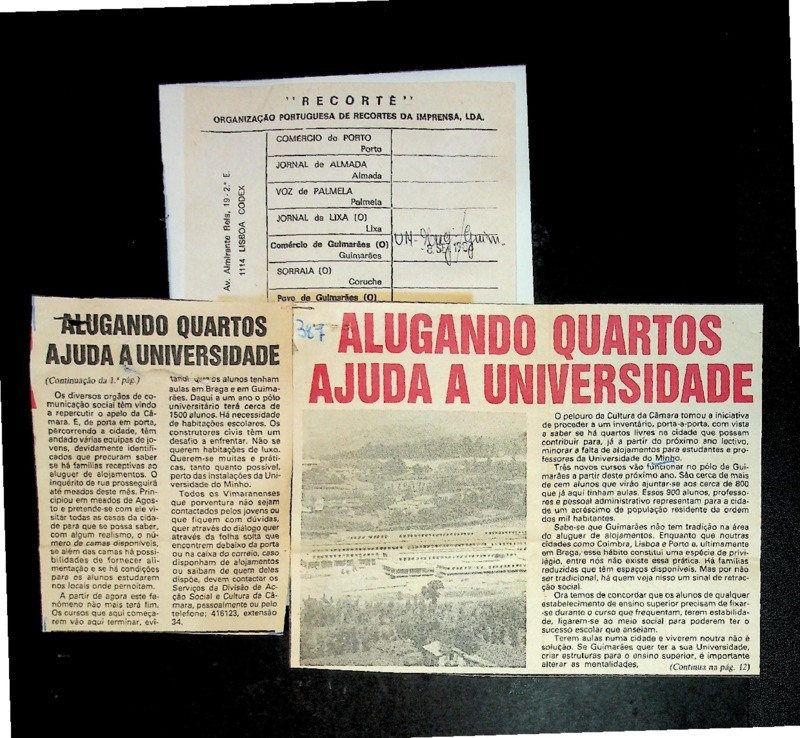 "RECORTE"
ORGANIZAÇÃO PORTUGUESA DE RECORTES DA IMPRENSA, LDA.
Av. Almirante Reis, 19 - 2.º E.
1114 LISBOA CODEX
COMÉRCIO do PORTO
Porto
JORNAL de ALMADA
Almada
VOZ de PALMELA
Palmela
JORNAL da LIXA (O)
Lixa
Comércio de Guimarães (O)
Guimarães
UM-
SORRAIA (O)
Coruche
Povo de Guimarães (O)
387
ALUGANDO QUARTOS
AJUDA A UNIVERSIDADE
O pelouro da Cultura da Câmara tomou a iniciativa
de proceder a um inventário, porta-a-porta, com vista
a saber se há quartos livres na cidade que possam
contribuir para, já a partir do próximo ano lectivo,
minorar a falta de alojamentos para estudantes e pro-
fessores da Universidade do Minho.
Três novos cursos vão funcionar no pólo de Gui-
marães a partir deste próximo ano. São cerca de mais
de cem alunos que virão ajuntar-se aos cerca de 800
que já aqui tinham aulas. Esses 900 alunos, professo-
res e pessoal administrativo representam para a cida-
de um acréscimo de população residente da ordem
dos mil habitantes.
Sabe-se que Guimarães não tem tradição na área
do aluguer de alojamentos. Enquanto que noutras
cidades como Coimbra, Lisboa e Porto e, ultimamente
em Braga, esse hábito constitui uma espécie de privi-
légio, entre nós não existe essa prática. Há famílias
reduzidas que têm espaços disponíveis. Mas por não
ser tradicional, há quem veja nisso um sinal de retrac-
ção social.
Ora temos de concordar que os alunos de qualquer
estabelecimento de ensino superior precisam de fixar-
-se durante o curso que frequentam, terem estabilida-
de, ligarem-se ao meio social para poderem ter o
sucesso escolar que anseiam.
Terem aulas numa cidade e viverem noutra não é
solução. Se Guimarães quer ter a sua Universidade,
criar estruturas para o ensino superior, é importante
alterar as mentalidades.
(Continua na pág. 12)
ALUGANDO QUARTOS
AJUDA A UNIVERSIDADE
(Continuação da 1.ª pág.)
Os diversos orgãos de co-
municação social têm vindo
a repercutir o apelo da Câ-
mara. E, de porta em porta,
percorrendo a cidade, têm
andado várias equipas de jo-
vens, devidamente identifi-
cados que procuram saber
se há famílias receptivas ao
aluguer de alojamentos. O
inquérito de rua prosseguirá
até meados deste mês. Prin-
cipiou em meados de Agos-
to e pretende-se com ele vi-
sitar todas as casas da cida-
de para que se possa saber,
com algum realismo, o nú-
mero de camas disponíveis,
se além das camas há possi-
bilidades de fornecer ali-
mentação e se há condições
para os alunos estudarem
nos locais onde pernoitam.
A partir de agora este fe-
nómeno não mais terá fim.
Os cursos que aqui começa-
rem vão aqui terminar, evi-
tando que os alunos tenham
aulas em Braga e em Guima-
rães. Daqui a um ano o pólo
universitário terá cerca de
1500 alunos. Há necessidade
de habitações escolares. Os
construtores civis têm um
desafio a enfrentar. Não se
querem habitações de luxo.
Querem-se muitas e práti-
cas, tanto quanto possível,
perto das instalações da Uni-
versidade do Minho.
Todos os Vimaranenses
que porventura não sejam
contactados pelos jovens ou
que fiquem com dúvidas,
quer através do diálogo quer
através da folha solta que
encontrem debaixo da porta
ou na caixa do correio, caso
disponham de alojamentos
ou saibam de quem deles
dispõe, devem contactar os
Serviços da Divisão de Ac-
ção Social e Cultura da Câ-
mara, pessoalmente ou pelo
telefone: 416123, extensão
34.